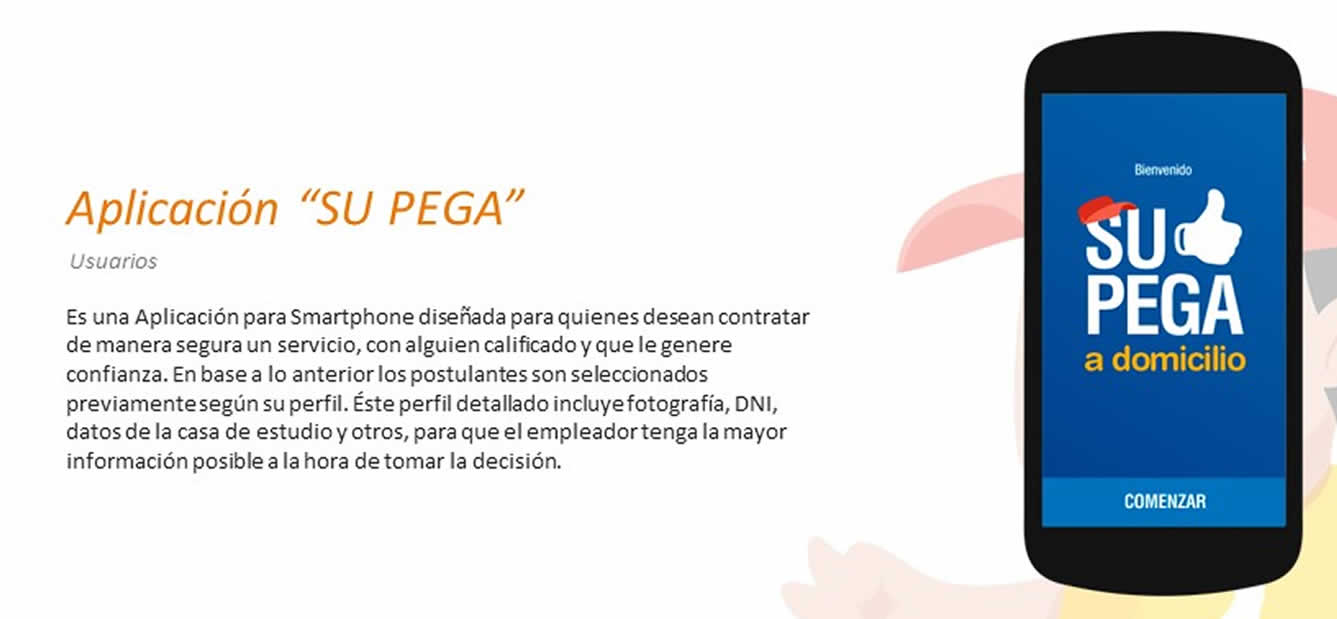 Aplicación “SU PEGA”
Usuarios
Es una Aplicación para Smartphone diseñada para quienes desean contratar
de manera segura un servicio, con alguien calificado y que le genere
confianza. En base a lo anterior los postulantes son seleccionados
previamente según su perfil. Éste perfil detallado incluye fotografía, DNI,
datos de la casa de estudio y otros, para que el empleador tenga la mayor
información posible a la hora de tomar la decisión.
Bienvenido
SU
PEGA
a domicilio
COMENZAR